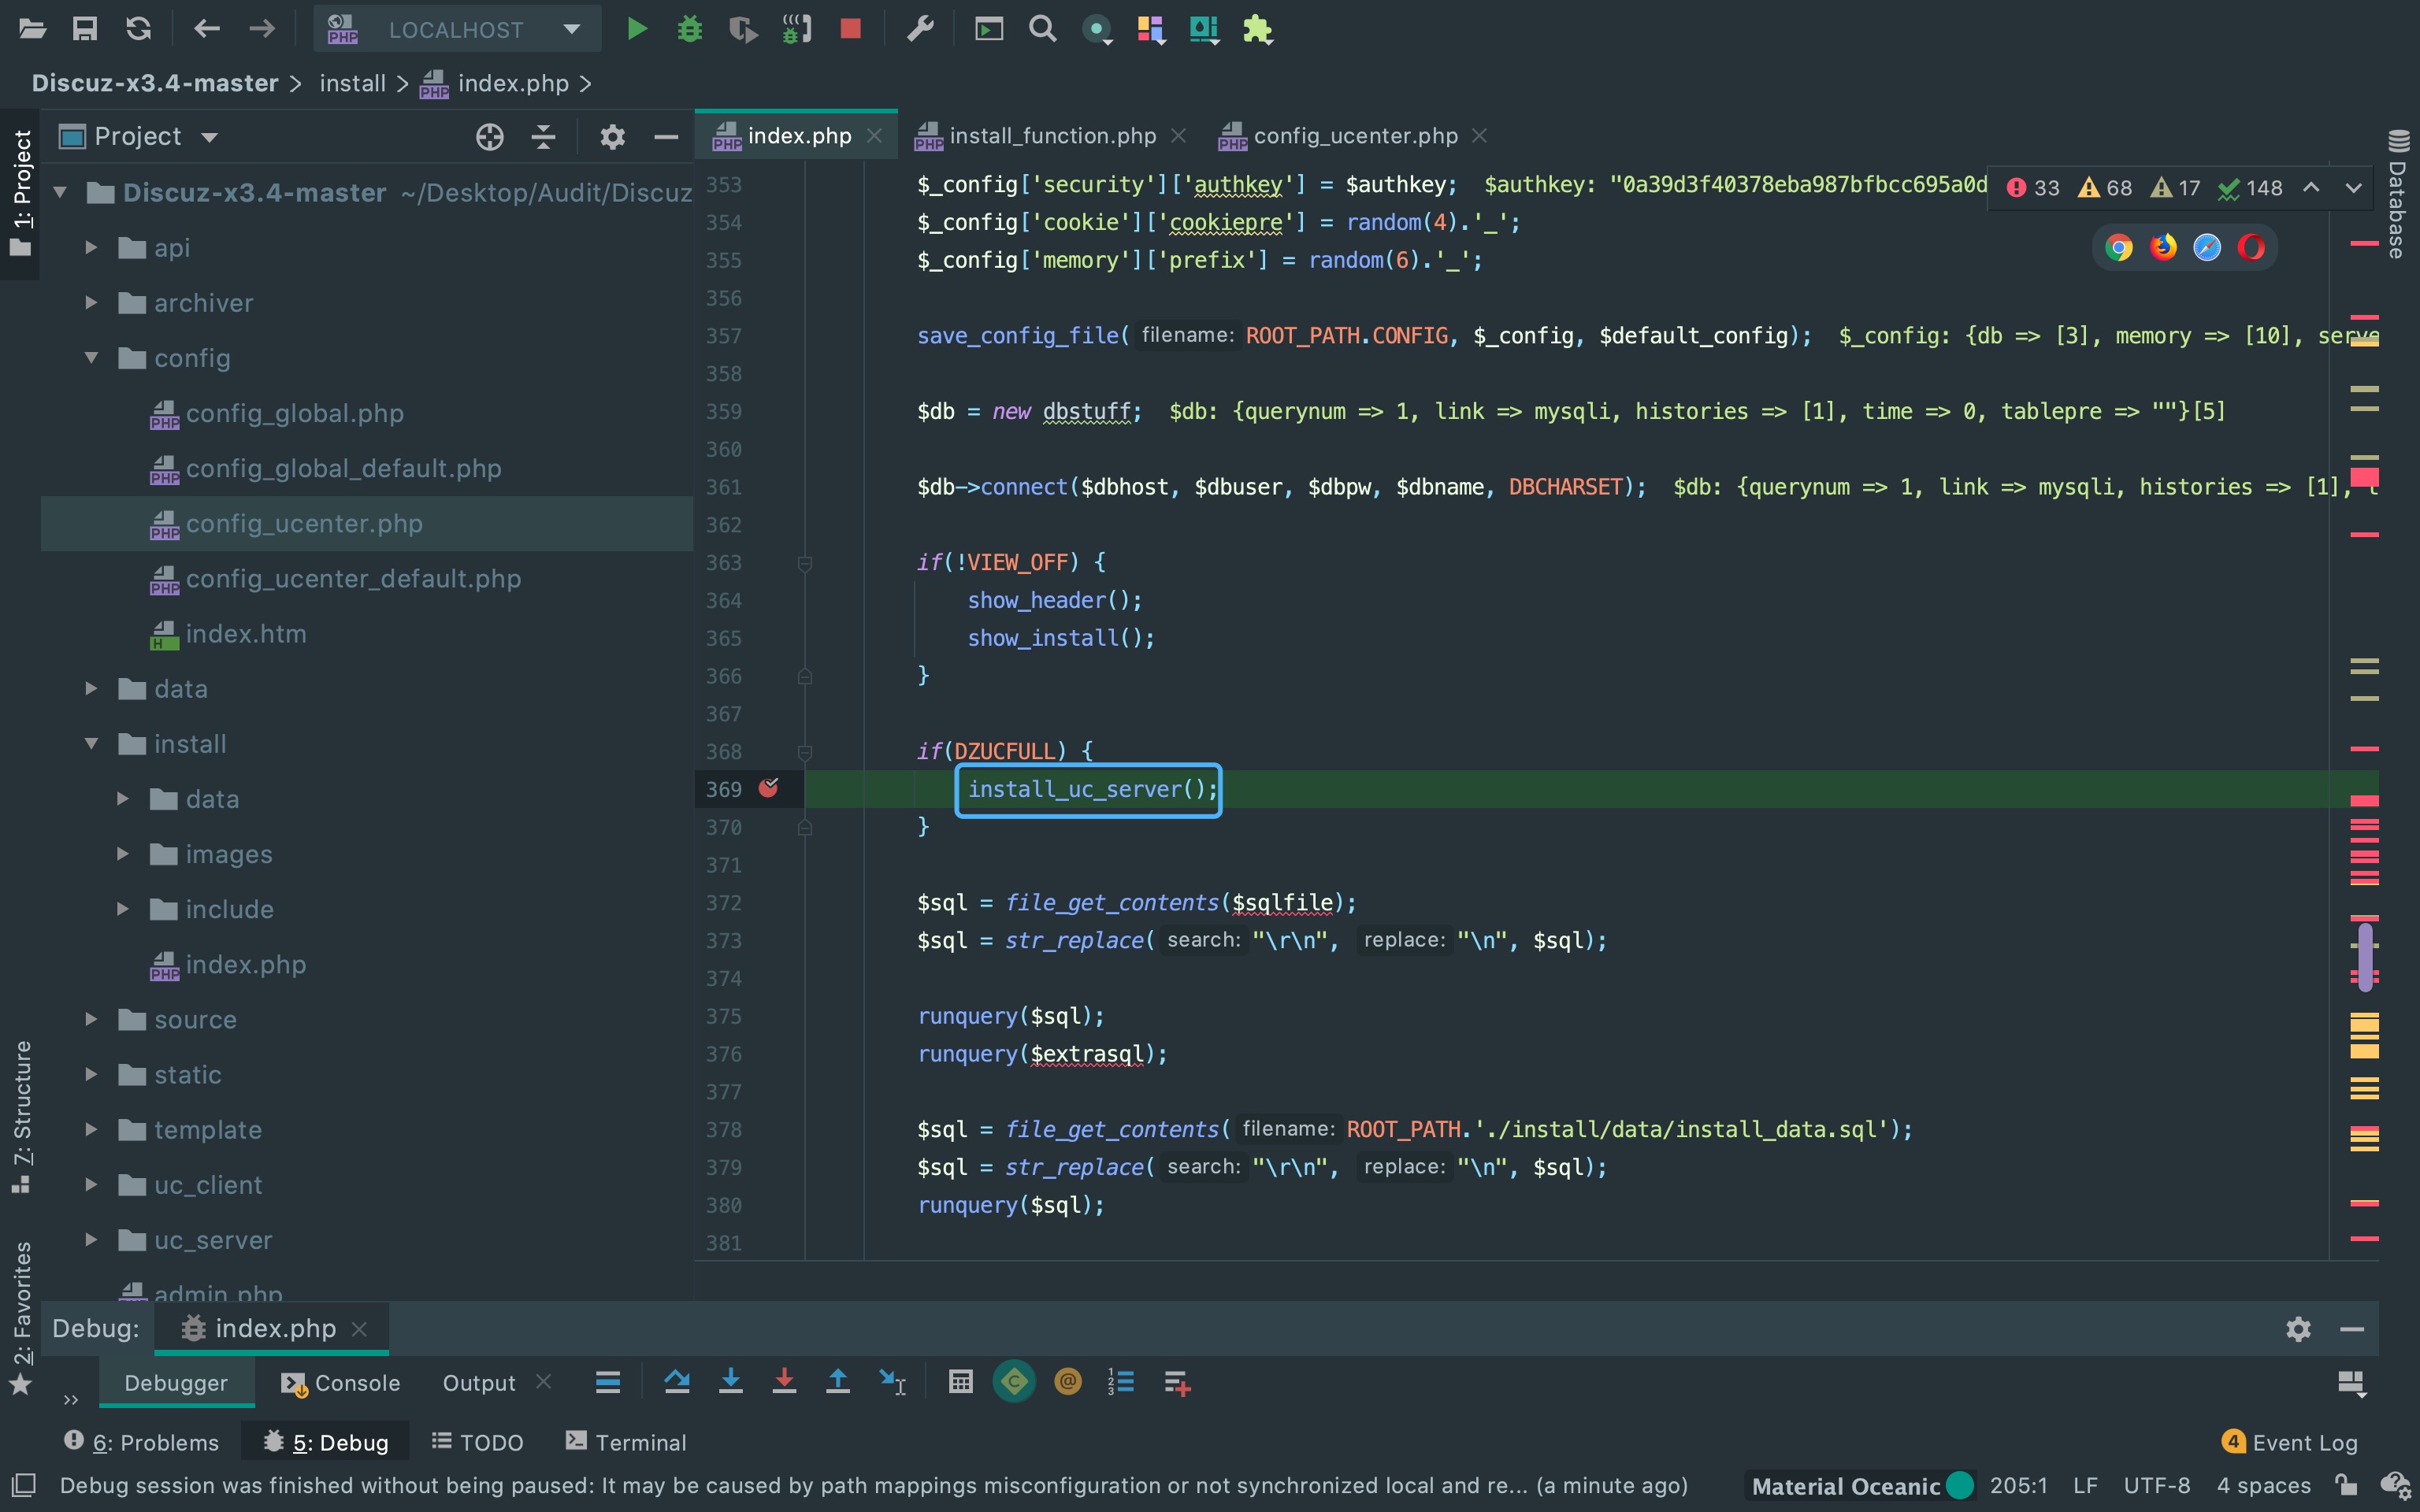 LOCALHOST
Discuz-x3.4-master > install > index.php >
1: Project
Project
index.php
install_function.php
config_ucenter.php
Database
Discuz-x3.4-master ~/Desktop/Audit/Discuz
api
archiver
config
config_global.php
config_global_default.php
config_ucenter.php
config_ucenter_default.php
index.htm
data
install
data
images
include
index.php
source
static
template
uc_client
uc_server
admin.php
7: Structure
2: Favorites
33 68 17 148
353 $_config['security']['authkey'] = $authkey; $authkey: "0a39d3f40378eba987bfbcc695a0d
354 $_config['cookie']['cookiepre'] = random(4).'_';
355 $_config['memory']['prefix'] = random(6).'_';
356
357 save_config_file( filename: ROOT_PATH.CONFIG, $_config, $default_config); $_config: {db => [3], memory => [10], serve
358
359 $db = new dbstuff; $db: {querynum => 1, link => mysqli, histories => [1], time => 0, tablepre => ""}[5]
360
361 $db->connect($dbhost, $dbuser, $dbpw, $dbname, DBCHARSET); $db: {querynum => 1, link => mysqli, histories => [1], t
362
363 if(!VIEW_OFF) {
364 show_header();
365 show_install();
366 }
367
368 if(DZUCFULL) {
369 install_uc_server();
370 }
371
372 $sql = file_get_contents($sqlfile);
373 $sql = str_replace( search: "\r\n", replace: "\n", $sql);
374
375 runquery($sql);
376 runquery($extrasql);
377
378 $sql = file_get_contents( filename: ROOT_PATH.'./install/data/install_data.sql');
379 $sql = str_replace( search: "\r\n", replace: "\n", $sql);
380 runquery($sql);
381
Debug: index.php
Debugger Console Output
6: Problems 5: Debug TODO Terminal
4 Event Log
Debug session was finished without being paused: It may be caused by path mappings misconfiguration or not synchronized local and re... (a minute ago)
Material Oceanic 205:1 LF UTF-8 4 spaces